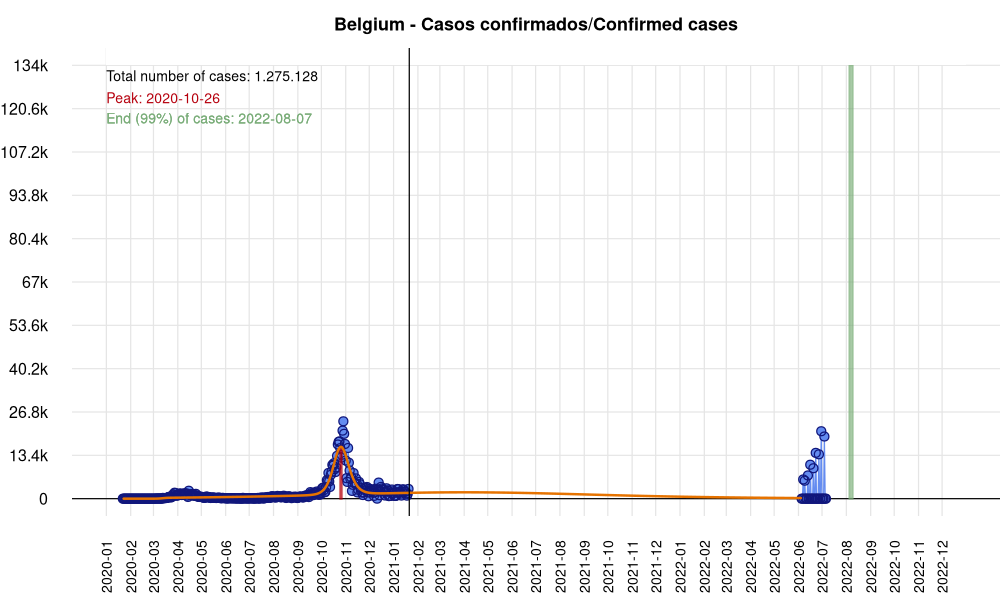 Belgium - Casos confirmados/Confirmed cases
Total number of cases: 1.275.128
Peak: 2020-10-26
End (99%) of cases: 2022-08-07
134k
120.6k
107.2k
93.8k
80.4k
67k
53.6k
40.2k
26.8k
13.4k
0
2020-01
2020-02
2020-03
2020-04
2020-05
2020-06
2020-07
2020-08
2020-09
2020-10
2020-11
2020-12
2021-01
2021-02
2021-03
2021-04
2021-05
2021-06
2021-07
2021-08
2021-09
2021-10
2021-11
2021-12
2022-01
2022-02
2022-03
2022-04
2022-05
2022-06
2022-07
2022-08
2022-09
2022-10
2022-11
2022-12